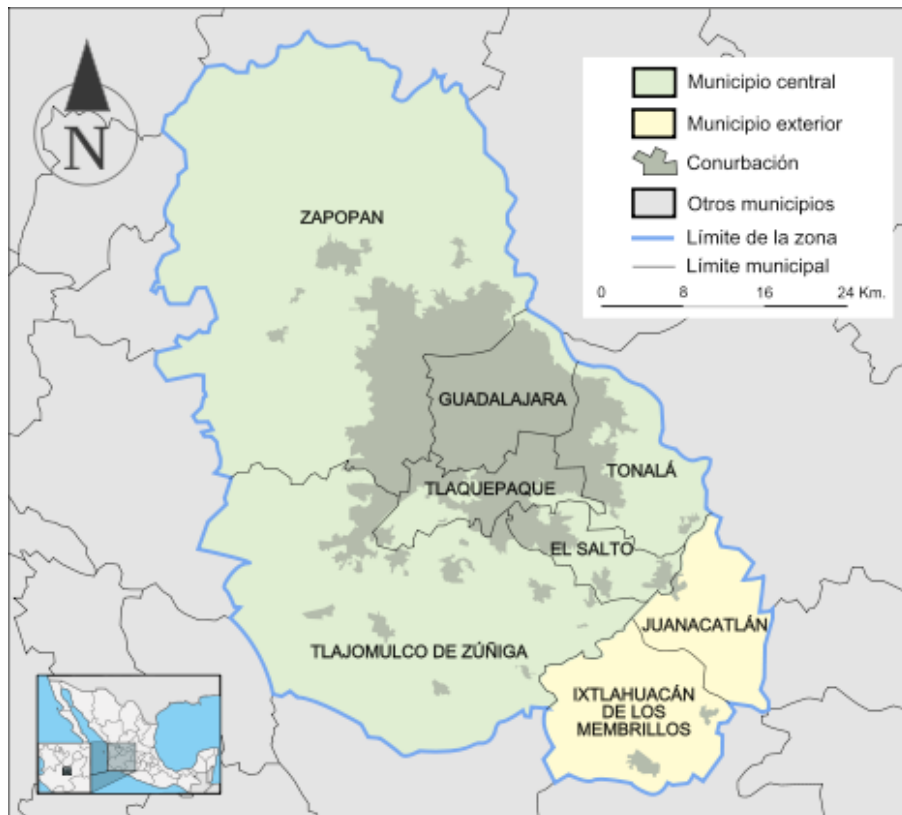 N
Municipio central
Municipio exterior
Conurbación
Otros municipios
Límite de la zona
Límite municipal
0 8 16 24 Km.
ZAPOPAN
GUADALAJARA
TONALÁ
TLAQUEPAQUE
EL SALTO
JUANACATLÁN
TLAJOMULCO DE ZÚÑIGA
IXTLAHUACÁN
DE LOS
MEMBRILLOS